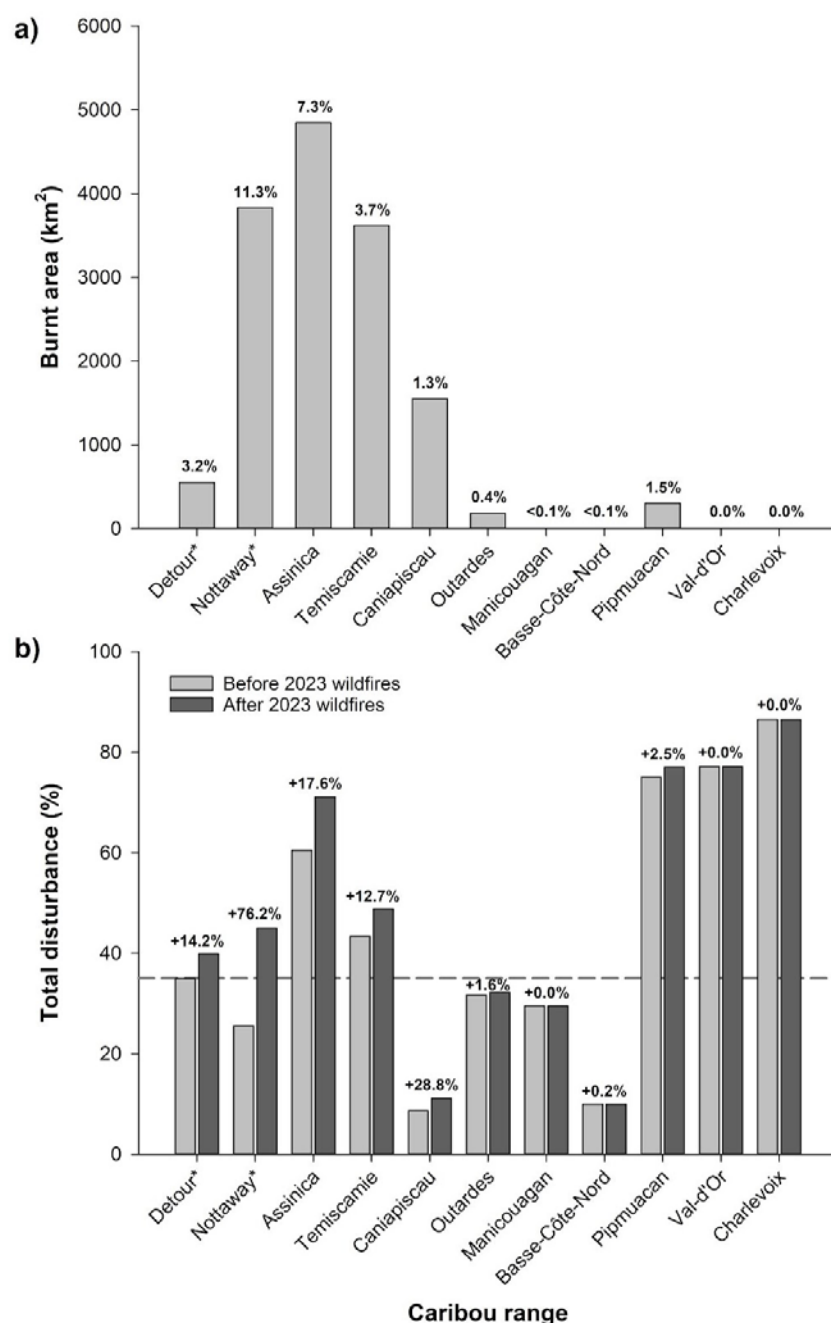 a)
Burnt area (km²)
6000
5000
4000
3000
2000
1000
0
3.2%
11.3%
7.3%
3.7%
1.3%
0.4%
<0.1%
<0.1%
1.5%
0.0%
0.0%
Detour*
Nottaway*
Assinica
Temiscamie
Caniapiscau
Outardes
Manicouagan
Basse-Côte-Nord
Pipmuacan
Val-d'Or
Charlevoix
b)
Total disturbance (%)
100
80
60
40
20
0
Before 2023 wildfires
After 2023 wildfires
+14.2%
+76.2%
+17.6%
+12.7%
+28.8%
+1.6%
+0.0%
+0.2%
+2.5%
+0.0%
+0.0%
Detour*
Nottaway*
Assinica
Temiscamie
Caniapiscau
Outardes
Manicouagan
Basse-Côte-Nord
Pipmuacan
Val-d'Or
Charlevoix
Caribou range